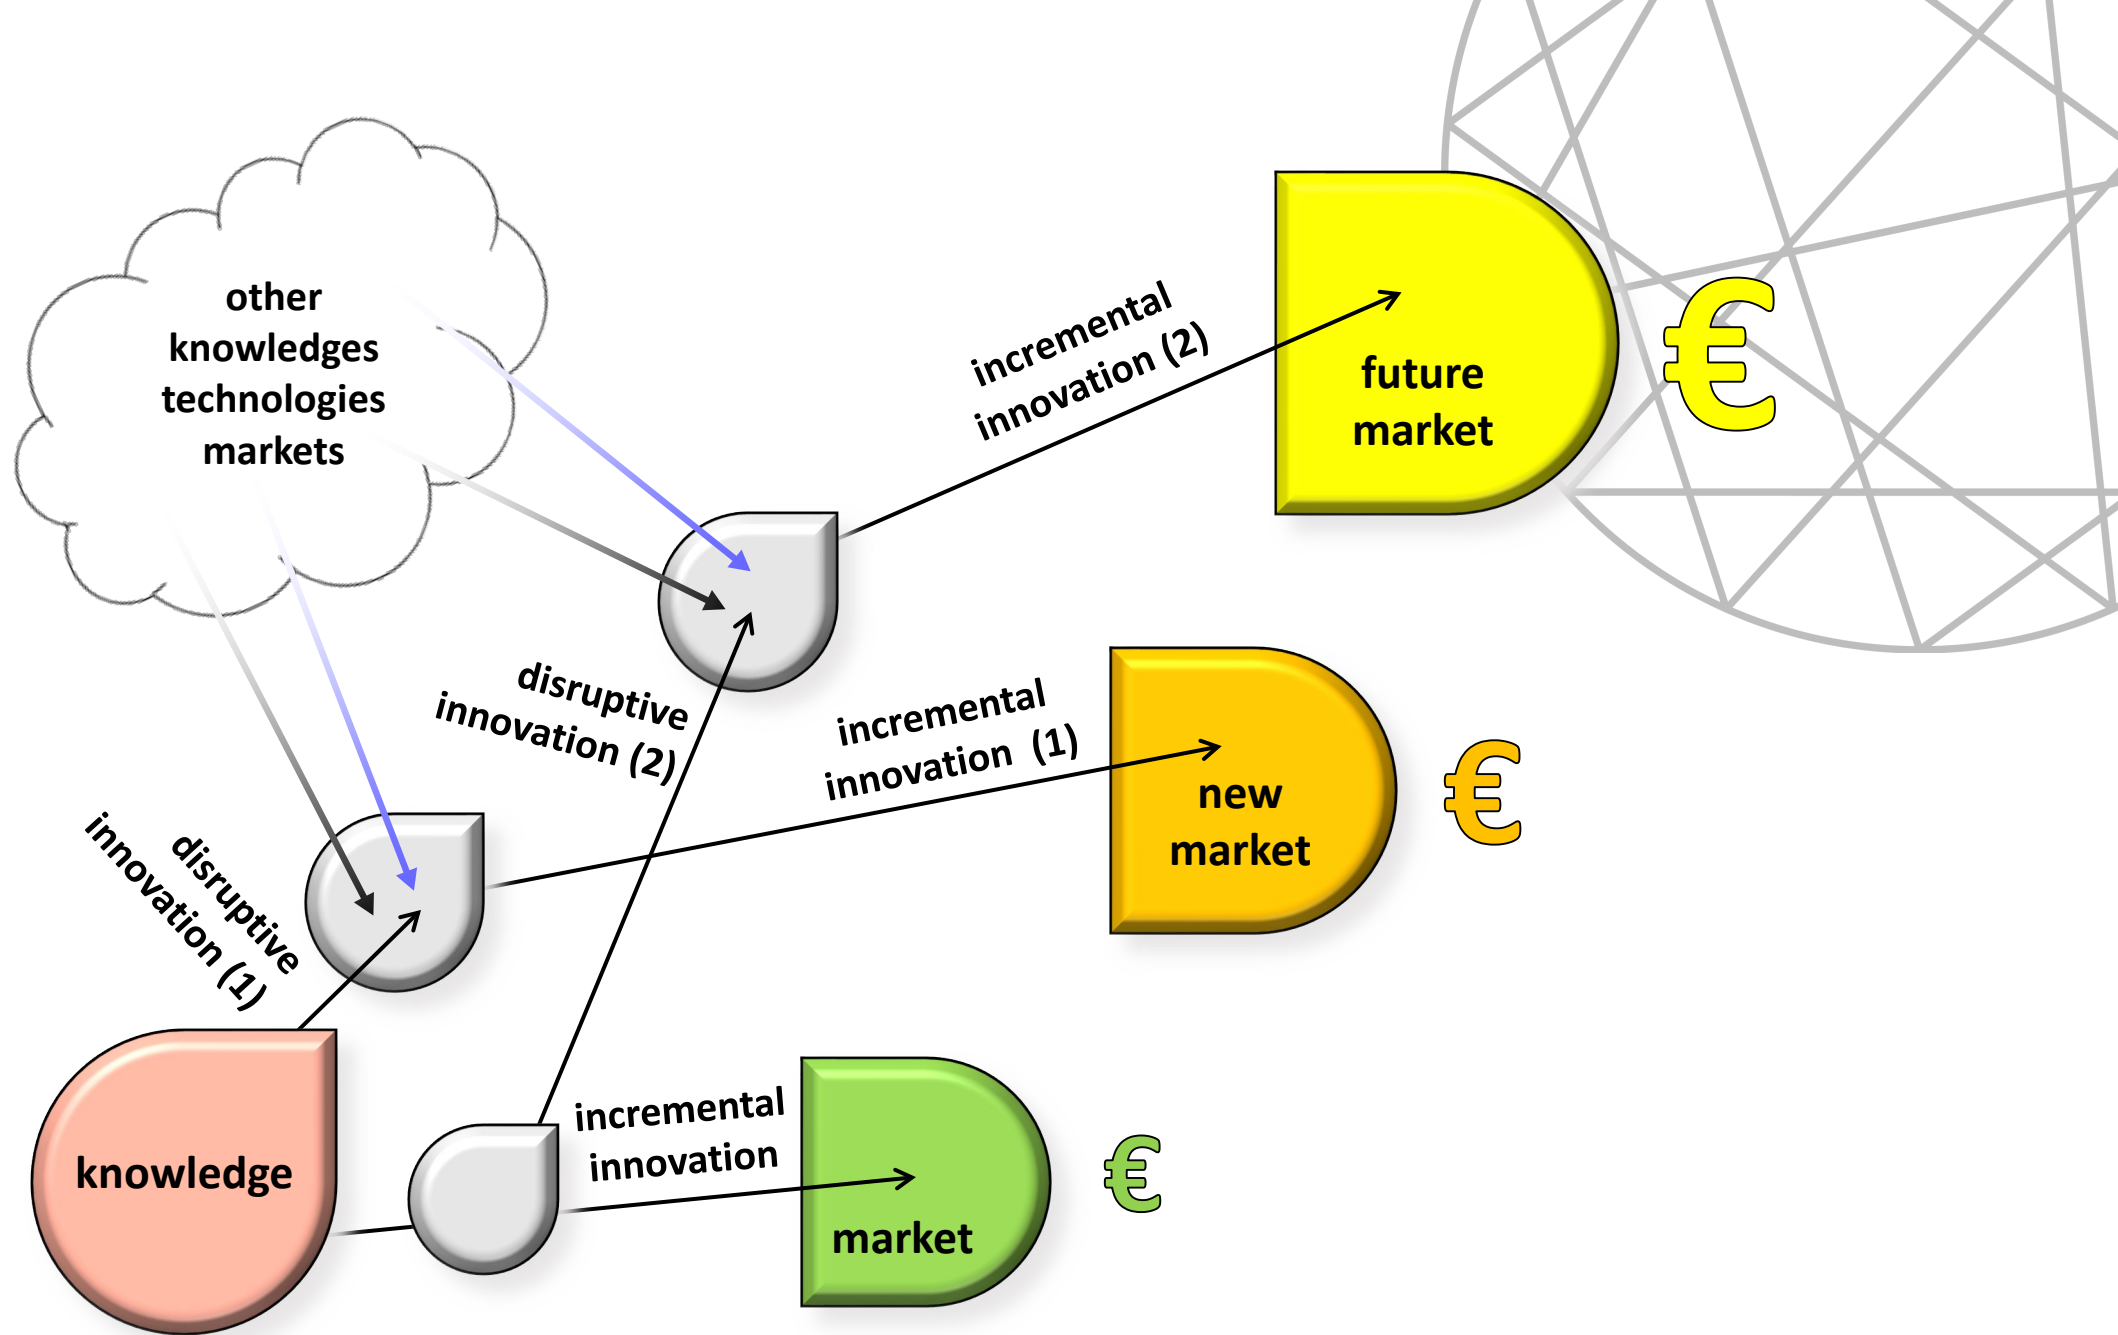 other
knowledges
technologies
markets
incremental
innovation (2)
future
market
€
disruptive
innovation (2)
incremental
innovation (1)
new
market
€
disruptive
innovation (1)
knowledge
incremental
innovation
market
€